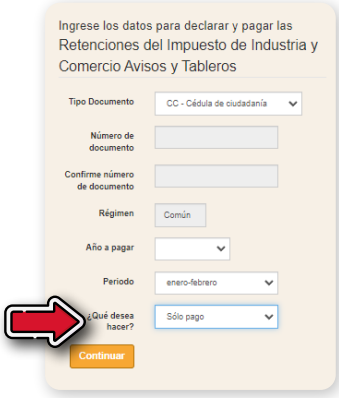 Ingrese los datos para declarar y pagar las
Retenciones del Impuesto de Industria y
Comercio Avisos y Tableros
Tipo Documento
CC - Cédula de ciudadanía
Número de
documento
Confirme número
de documento
Régimen
Común
Año a pagar
Periodo
enero-febrero
¿Qué desea
hacer?
Sólo pago
Continuar